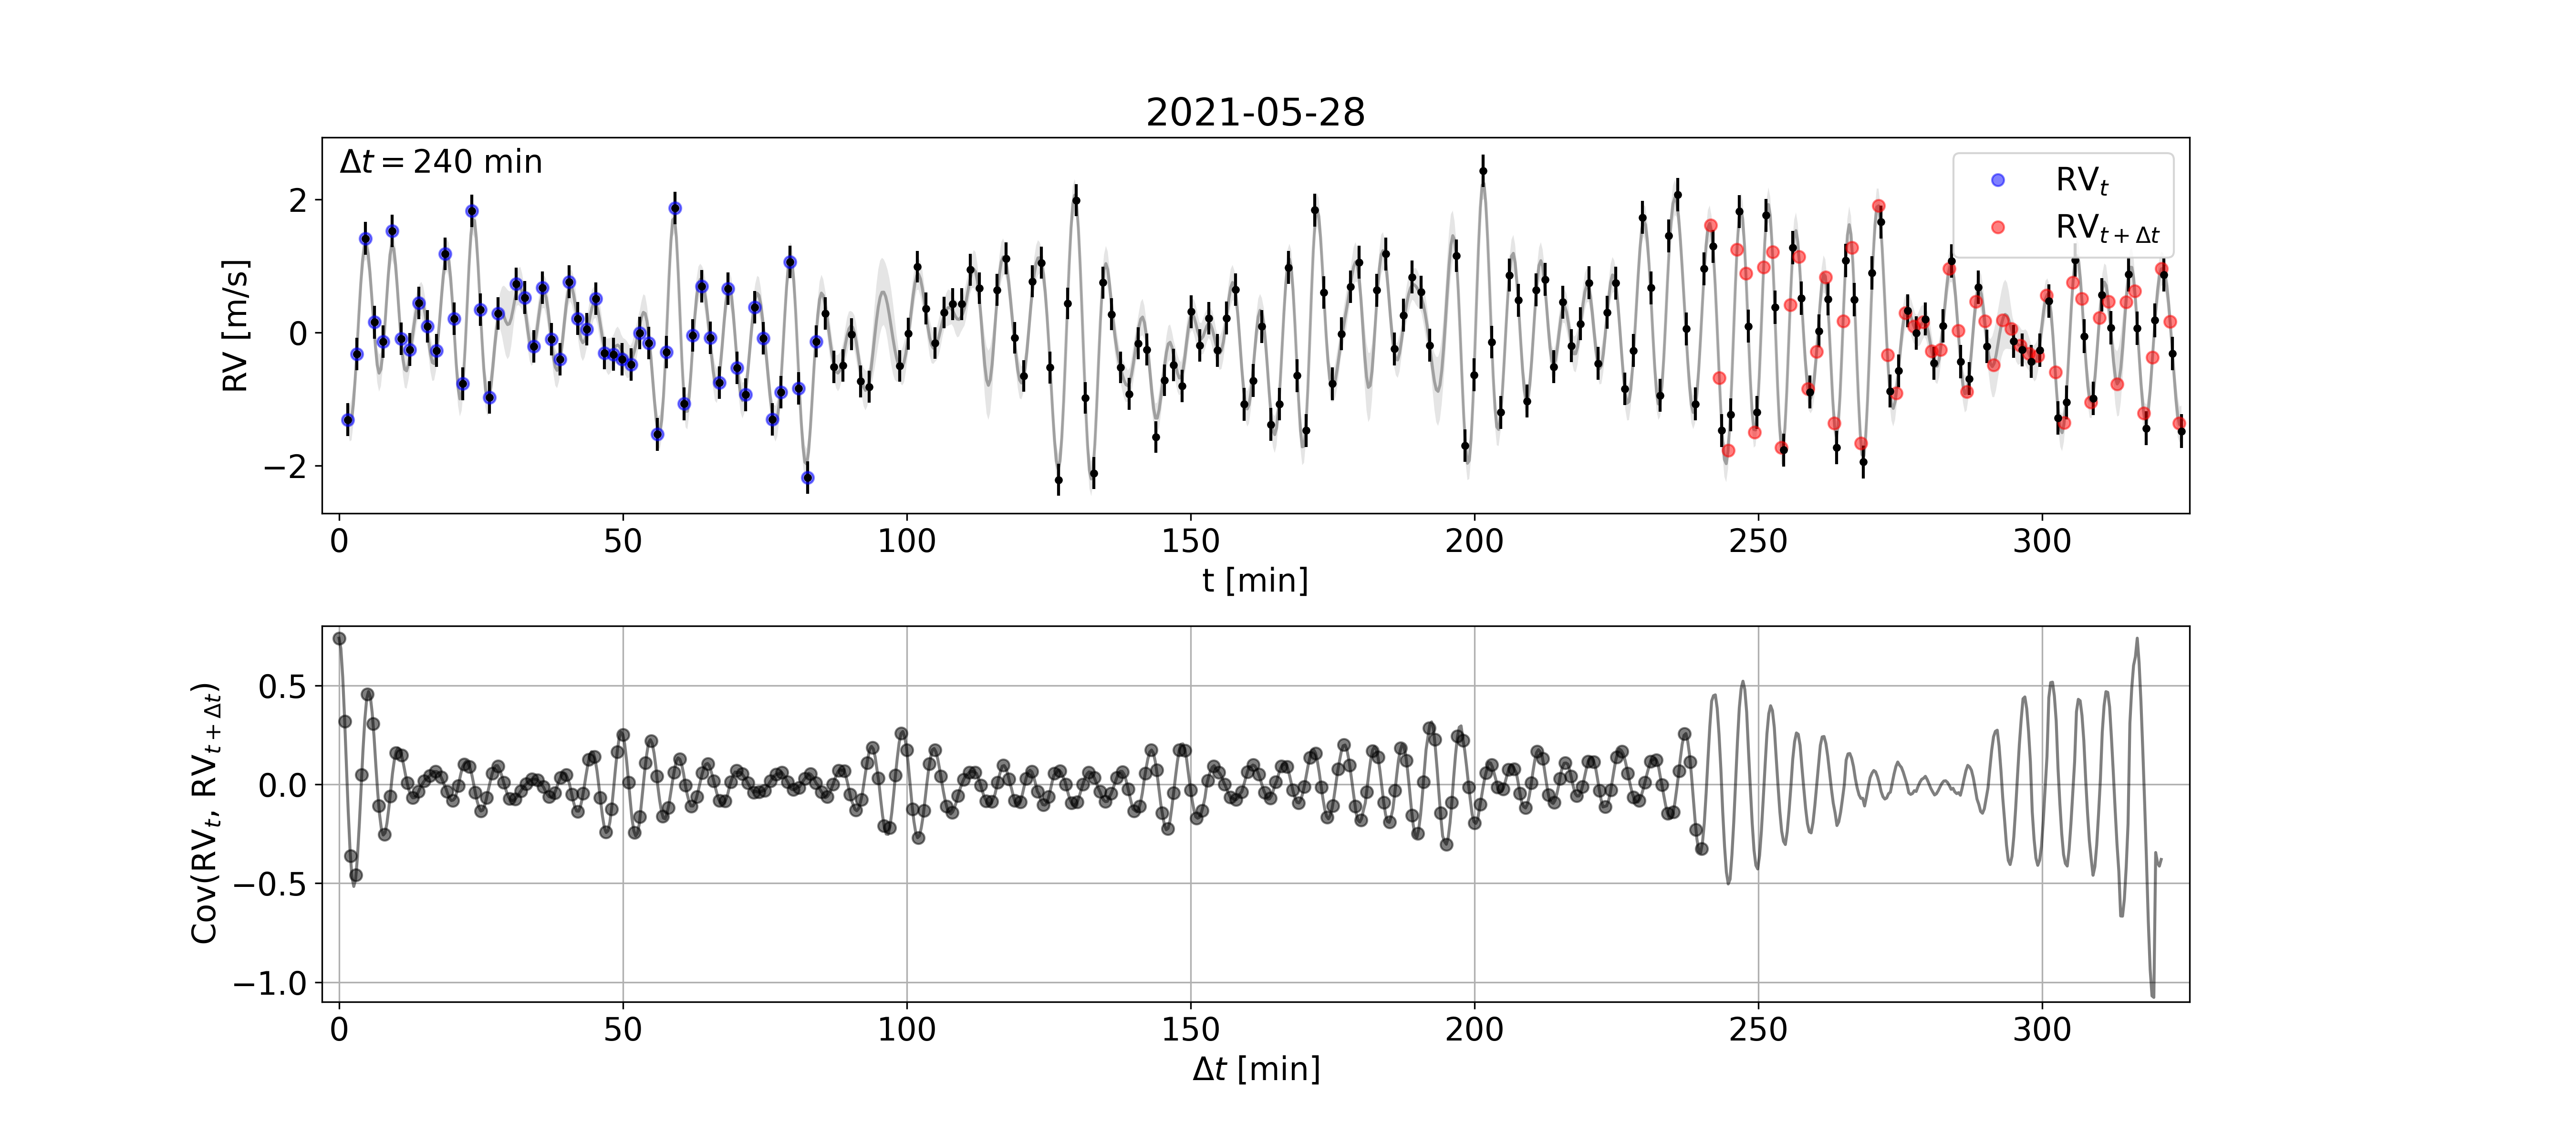 2021-05-28
Δt = 240 min
RV_t
RV_{t+Δt}
RV [m/s]
2
0
−2
0 50 100 150 200 250 300
t [min]
Cov(RV_t, RV_{t+Δt})
0.5
0.0
−0.5
−1.0
0 50 100 150 200 250 300
Δt [min]